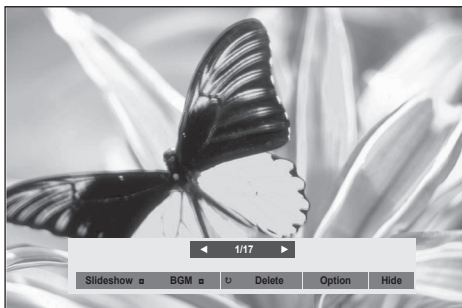 ◄ 1/17 ►
Slideshow ◘ BGM ◘ ↻ Delete Option Hide